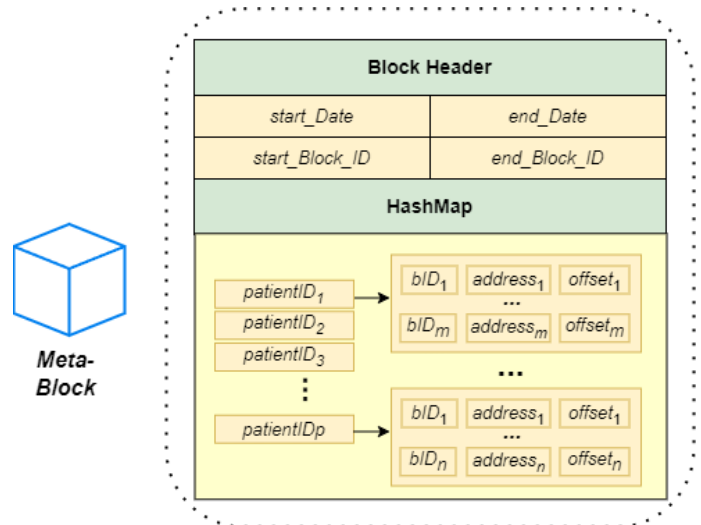 Block Header
start_Date end_Date
start_Block_ID end_Block_ID
HashMap
patientID1
patientID2
patientID3
⋮
patientIDp
bID1 address1 offset1
...
bIDm addressm offsetm
...
bID1 address1 offset1
...
bIDn addressn offsetn
Meta-
Block